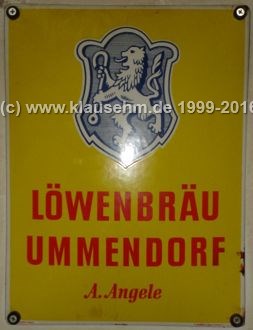 (c) www.klausehm.de 1999-2016
LÖWENBRÄU
UMMENDORF
A. Angele